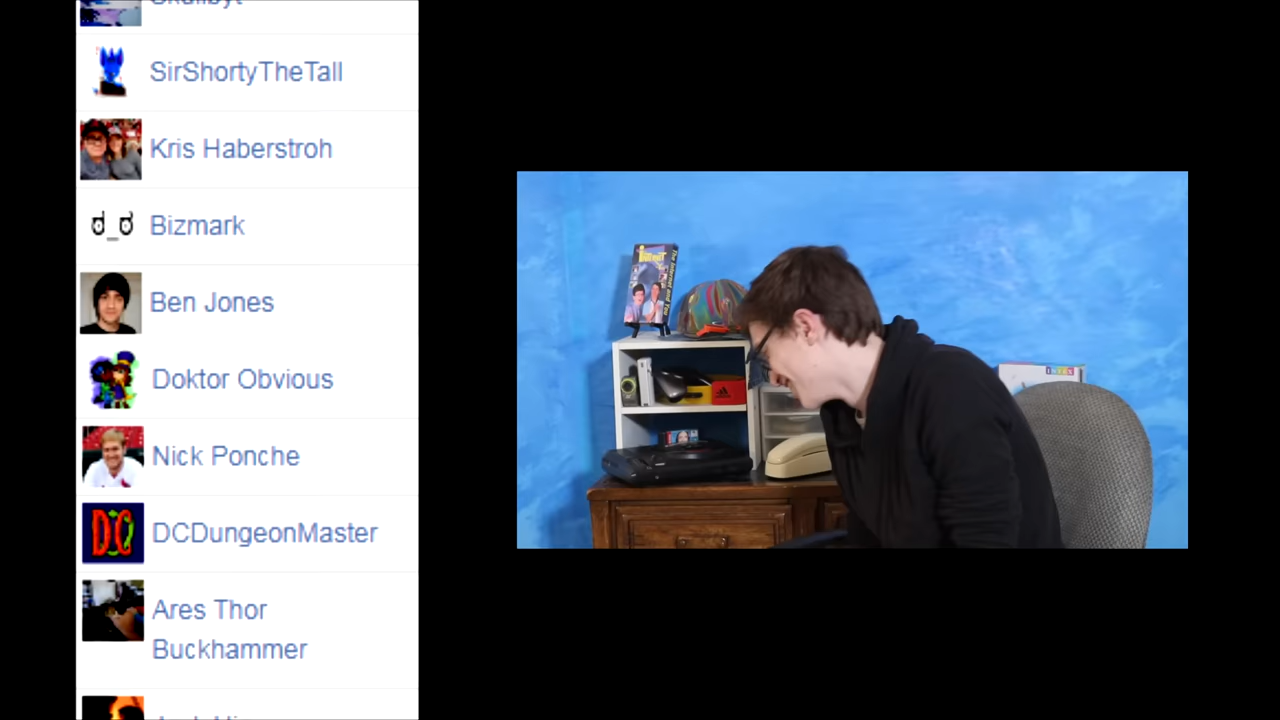 SirShortyTheTall
Kris Haberstroh
Bizmark
Ben Jones
Doktor Obvious
Nick Ponche
DCDungeonMaster
Ares Thor
Buckhammer